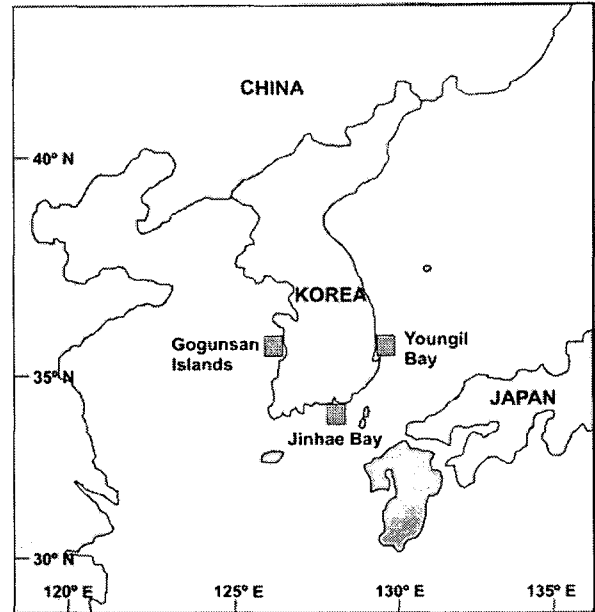 CHINA
40° N
KOREA
Gogunsan
Islands
Youngil
Bay
35° N
JAPAN
Jinhae Bay
30° N
120° E
125° E
130° E
135° E